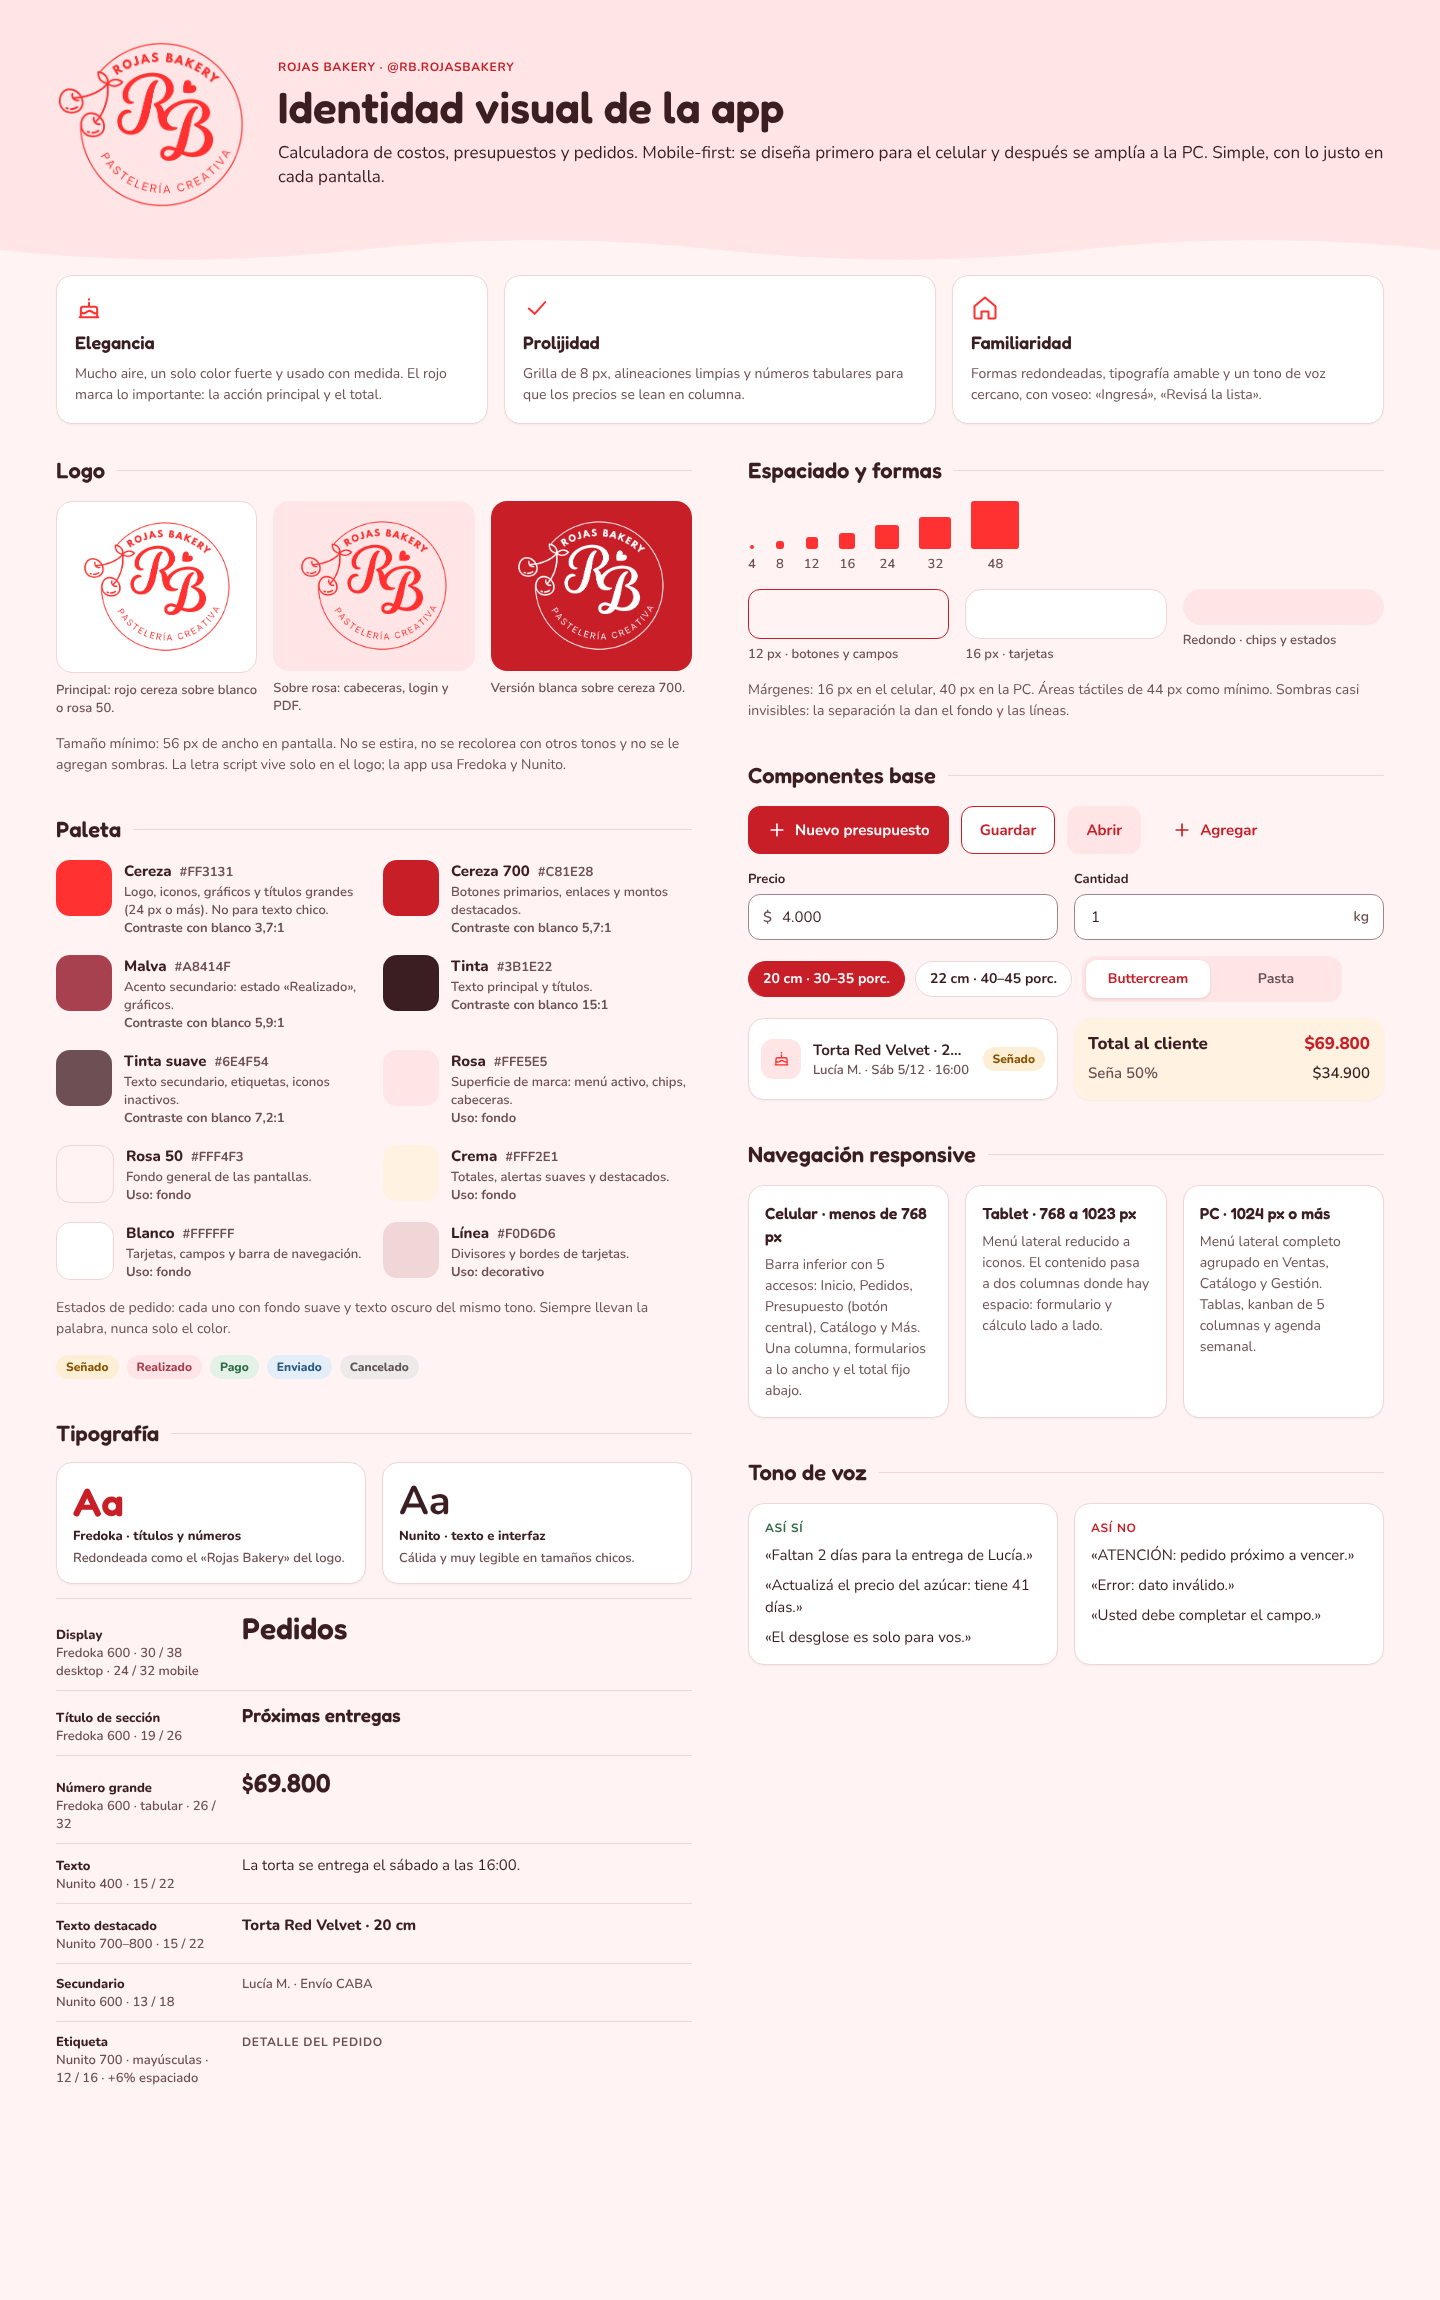 ROJAS BAKERY
RB
PASTELERÍA CREATIVA
ROJAS BAKERY · @RB.ROJASBAKERY
Identidad visual de la app
Calculadora de costos, presupuestos y pedidos. Mobile-first: se diseña primero para el celular y después se amplía a la PC. Simple, con lo justo en
cada pantalla.
Elegancia
Mucho aire, un solo color fuerte y usado con medida. El rojo
marca lo importante: la acción principal y el total.
Prolijidad
Grilla de 8 px, alineaciones limpias y números tabulares para
que los precios se lean en columna.
Familiaridad
Formas redondeadas, tipografía amable y un tono de voz
cercano, con voseo: «Ingresá», «Revisá la lista».
Logo
ROJAS BAKERY
RB
PASTELERÍA CREATIVA
Principal: rojo cereza sobre blanco
o rosa 50.
ROJAS BAKERY
RB
PASTELERÍA CREATIVA
Sobre rosa: cabeceras, login y
PDF.
ROJAS BAKERY
RB
PASTELERÍA CREATIVA
Versión blanca sobre cereza 700.
Tamaño mínimo: 56 px de ancho en pantalla. No se estira, no se recolorea con otros tonos y no se le
agregan sombras. La letra script vive solo en el logo; la app usa Fredoka y Nunito.
Paleta
Cereza #FF3131
Logo, iconos, gráficos y títulos grandes
(24 px o más). No para texto chico.
Contraste con blanco 3,7:1
Cereza 700 #C81E28
Botones primarios, enlaces y montos
destacados.
Contraste con blanco 5,7:1
Malva #A8414F
Acento secundario: estado «Realizado»,
gráficos.
Contraste con blanco 5,9:1
Tinta #3B1E22
Texto principal y títulos.
Contraste con blanco 15:1
Tinta suave #6E4F54
Texto secundario, etiquetas, iconos
inactivos.
Contraste con blanco 7,2:1
Rosa #FFE5E5
Superficie de marca: menú activo, chips,
cabeceras.
Uso: fondo
Rosa 50 #FFF4F3
Fondo general de las pantallas.
Uso: fondo
Crema #FFF2E1
Totales, alertas suaves y destacados.
Uso: fondo
Blanco #FFFFFF
Tarjetas, campos y barra de navegación.
Uso: fondo
Línea #F0D6D6
Divisores y bordes de tarjetas.
Uso: decorativo
Estados de pedido: cada uno con fondo suave y texto oscuro del mismo tono. Siempre llevan la
palabra, nunca solo el color.
Señado Realizado Pago Enviado Cancelado
Tipografía
Aa
Fredoka · títulos y números
Redondeada como el «Rojas Bakery» del logo.
Aa
Nunito · texto e interfaz
Cálida y muy legible en tamaños chicos.
Display
Fredoka 600 · 30 / 38
desktop · 24 / 32 mobile
Pedidos
Título de sección
Fredoka 600 · 19 / 26
Próximas entregas
Número grande
Fredoka 600 · tabular · 26 /
32
$69.800
Texto
Nunito 400 · 15 / 22
La torta se entrega el sábado a las 16:00.
Texto destacado
Nunito 700–800 · 15 / 22
Torta Red Velvet · 20 cm
Secundario
Nunito 600 · 13 / 18
Lucía M. · Envío CABA
Etiqueta
Nunito 700 · mayúsculas ·
12 / 16 · +6% espaciado
DETALLE DEL PEDIDO
Espaciado y formas
4 8 12 16 24 32 48
12 px · botones y campos
16 px · tarjetas
Redondo · chips y estados
Márgenes: 16 px en el celular, 40 px en la PC. Áreas táctiles de 44 px como mínimo. Sombras casi
invisibles: la separación la dan el fondo y las líneas.
Componentes base
+ Nuevo presupuesto Guardar Abrir + Agregar
Precio
$ 4.000
Cantidad
1 kg
20 cm · 30–35 porc. 22 cm · 40–45 porc. Buttercream Pasta
Torta Red Velvet · 2...
Lucía M. · Sáb 5/12 · 16:00
Señado
Total al cliente $69.800
Seña 50% $34.900
Navegación responsive
Celular · menos de 768
px
Barra inferior con 5
accesos: Inicio, Pedidos,
Presupuesto (botón
central), Catálogo y Más.
Una columna, formularios
a lo ancho y el total fijo
abajo.
Tablet · 768 a 1023 px
Menú lateral reducido a
iconos. El contenido pasa
a dos columnas donde hay
espacio: formulario y
cálculo lado a lado.
PC · 1024 px o más
Menú lateral completo
agrupado en Ventas,
Catálogo y Gestión.
Tablas, kanban de 5
columnas y agenda
semanal.
Tono de voz
ASÍ SÍ
«Faltan 2 días para la entrega de Lucía.»
«Actualizá el precio del azúcar: tiene 41
días.»
«El desglose es solo para vos.»
ASÍ NO
«ATENCIÓN: pedido próximo a vencer.»
«Error: dato inválido.»
«Usted debe completar el campo.»